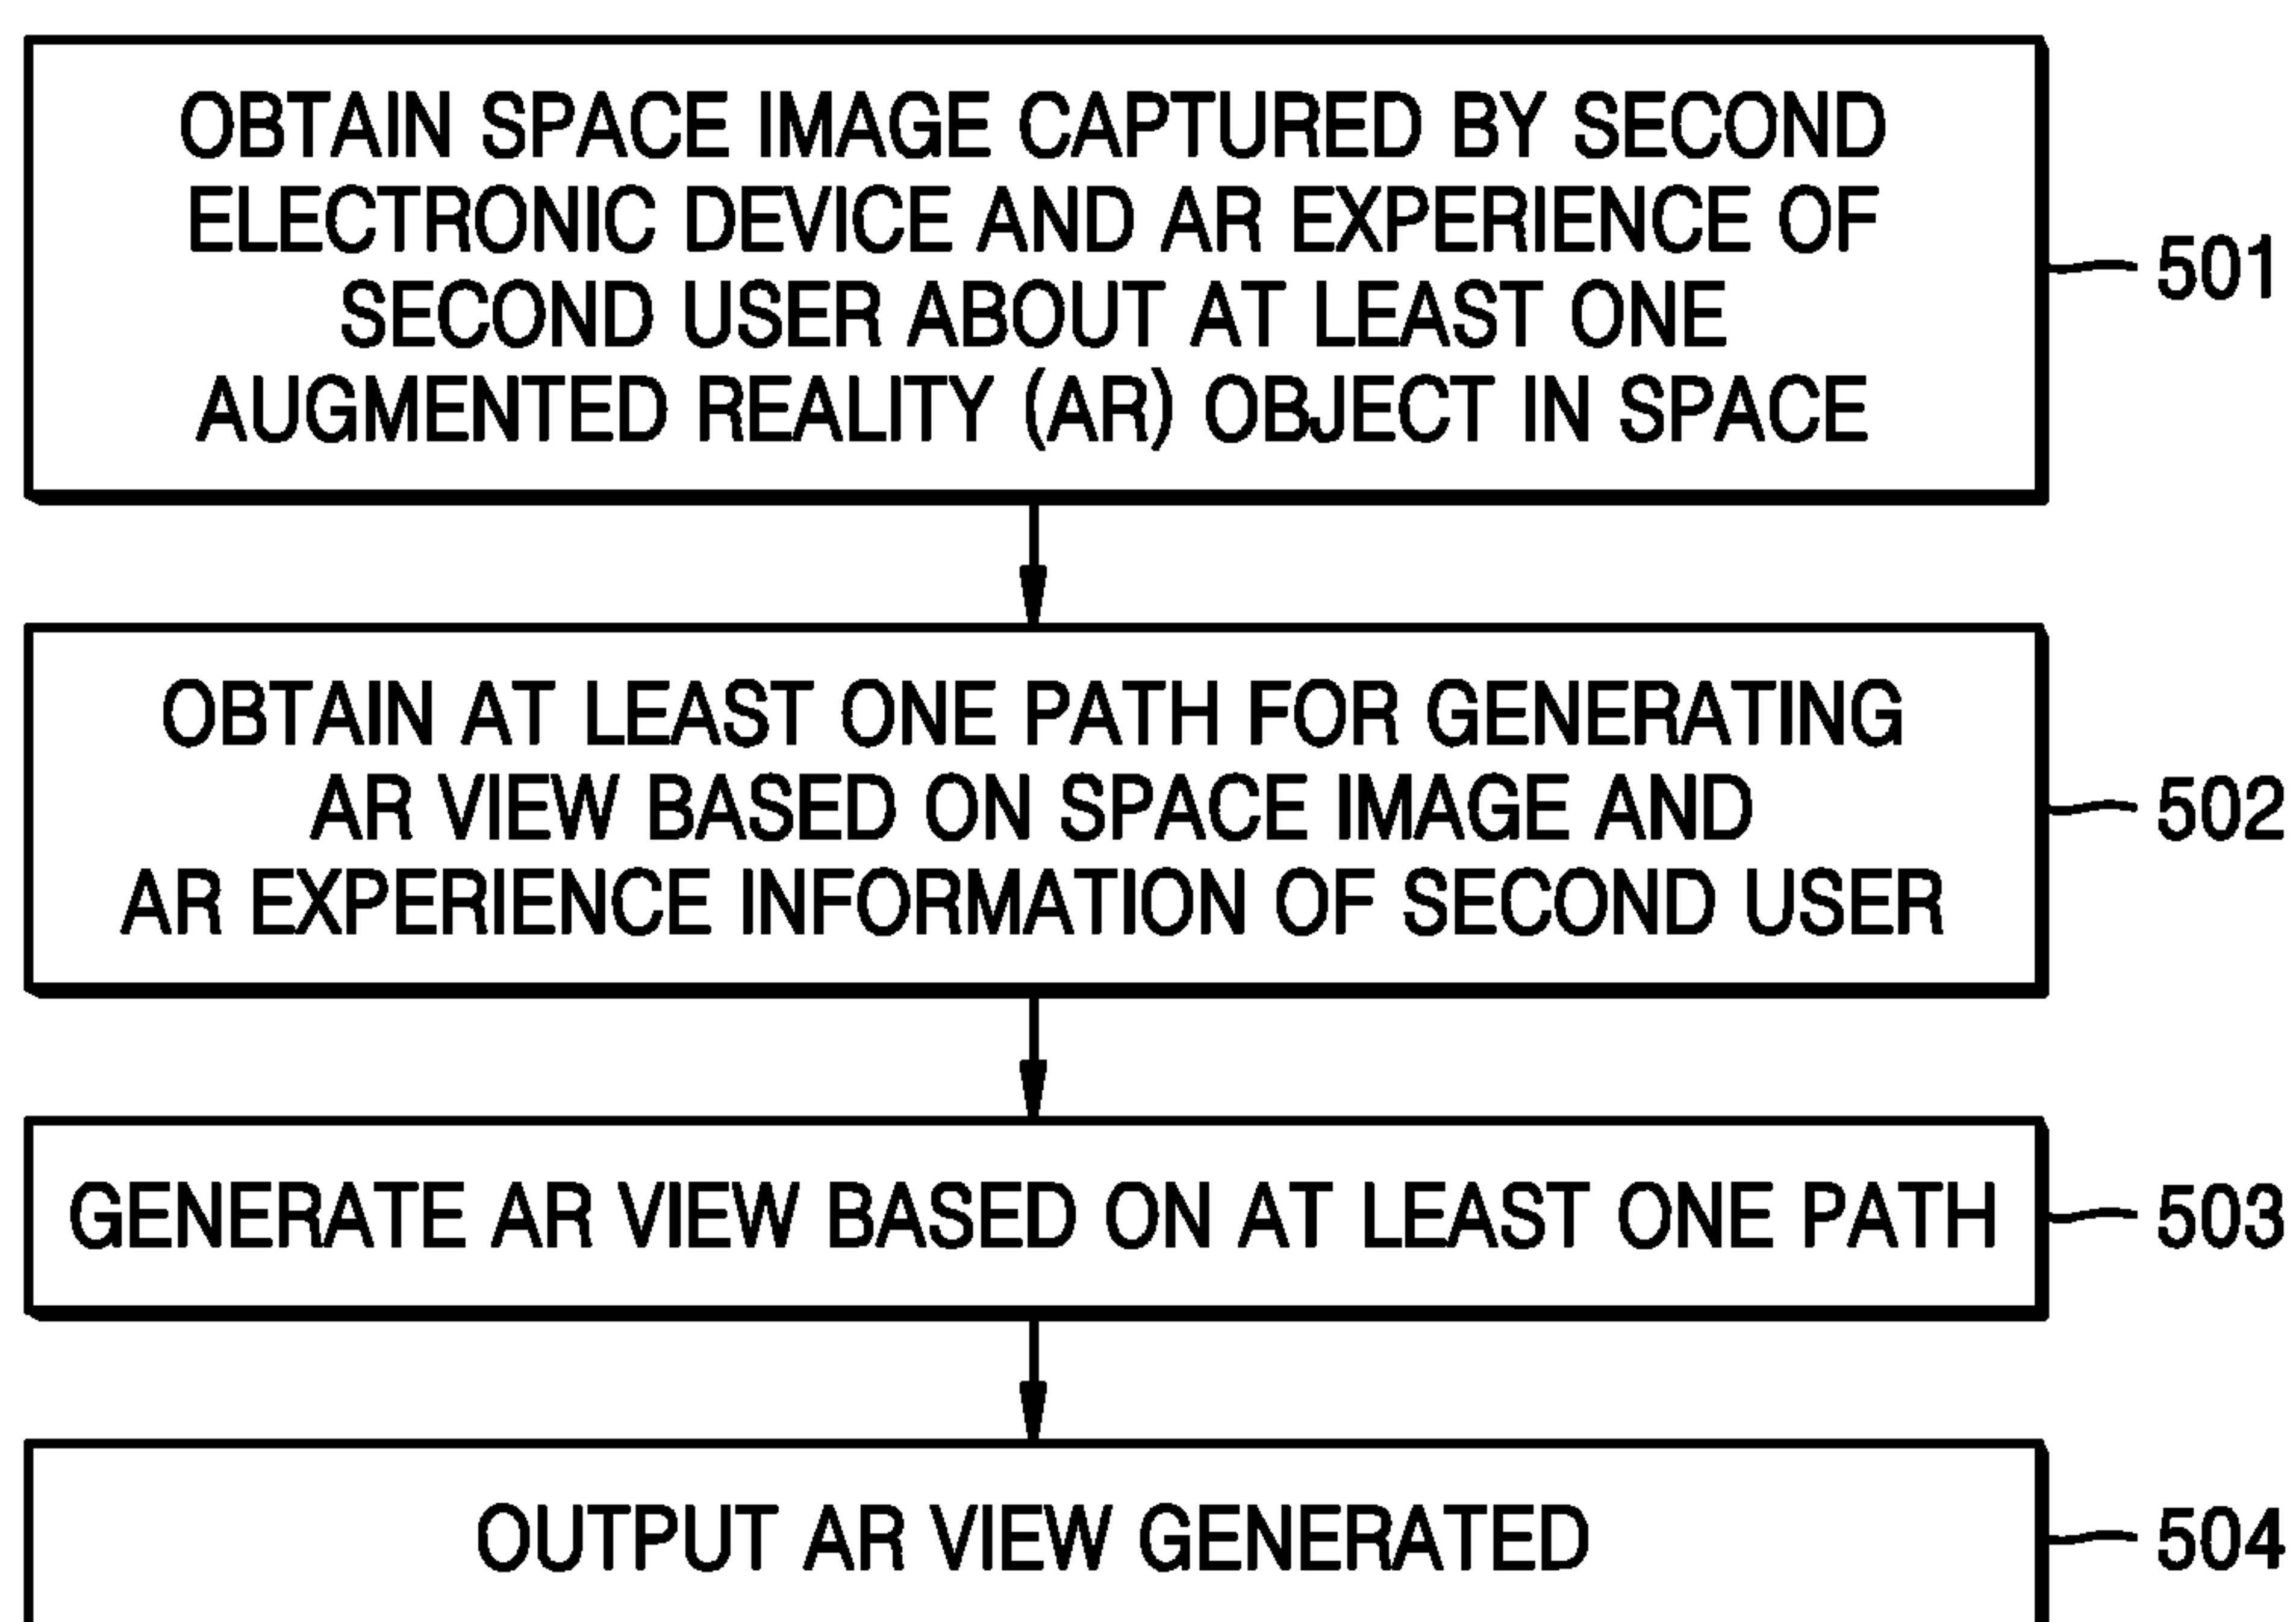 OBTAIN SPACE IMAGE CAPTURED BY SECOND
ELECTRONIC DEVICE AND AR EXPERIENCE OF
SECOND USER ABOUT AT LEAST ONE
AUGMENTED REALITY (AR) OBJECT IN SPACE
501
OBTAIN AT LEAST ONE PATH FOR GENERATING
AR VIEW BASED ON SPACE IMAGE AND
AR EXPERIENCE INFORMATION OF SECOND USER
502
GENERATE AR VIEW BASED ON AT LEAST ONE PATH
503
OUTPUT AR VIEW GENERATED
504